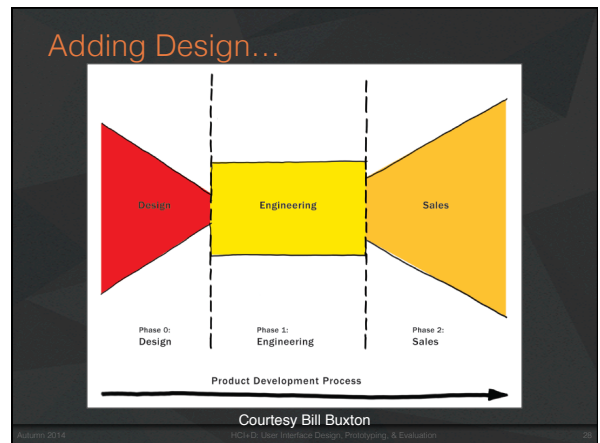 Adding Design...
Design
Engineering
Sales
Phase 0:
Design
Phase 1:
Engineering
Phase 2:
Sales
Product Development Process
Courtesy Bill Buxton
Autumn 2014
HCI+D: User Interface Design, Prototyping, & Evaluation
26